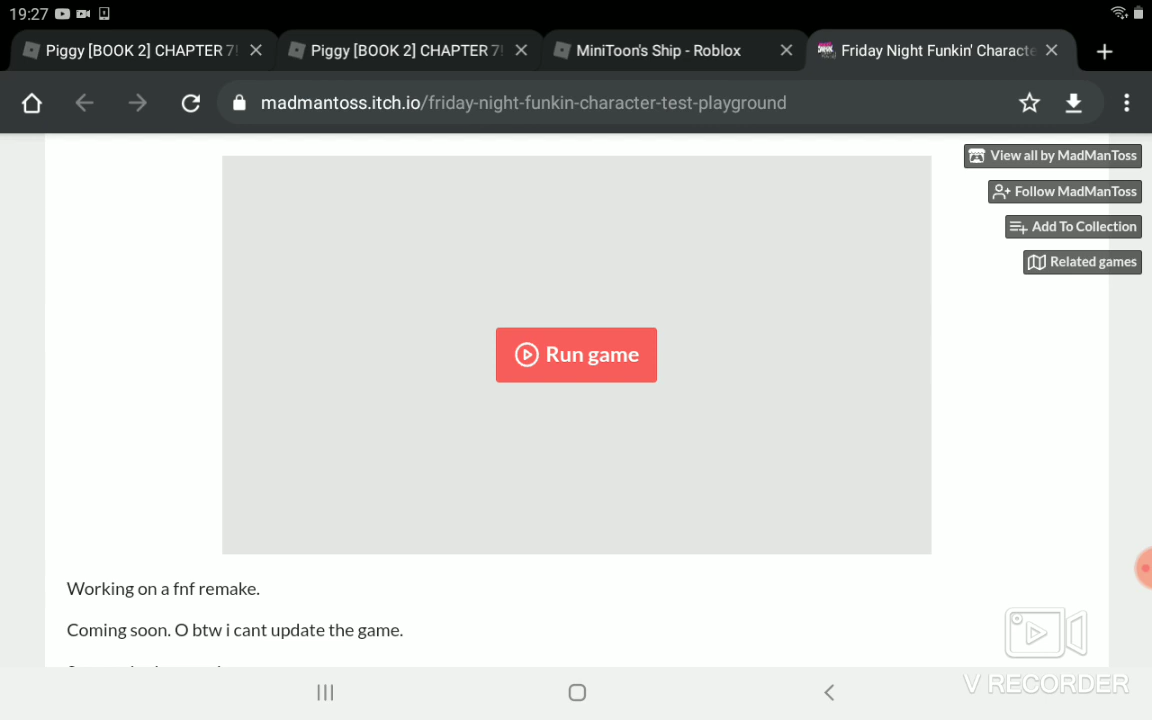 19:27
Piggy [BOOK 2] CHAPTER 7!
Piggy [BOOK 2] CHAPTER 7!
MiniToon's Ship - Roblox
Friday Night Funkin' Characte
madmantoss.itch.io/friday-night-funkin-character-test-playground
View all by MadManToss
Follow MadManToss
Add To Collection
Related games
Run game
Working on a fnf remake.
Coming soon. O btw i cant update the game.
V RECORDER